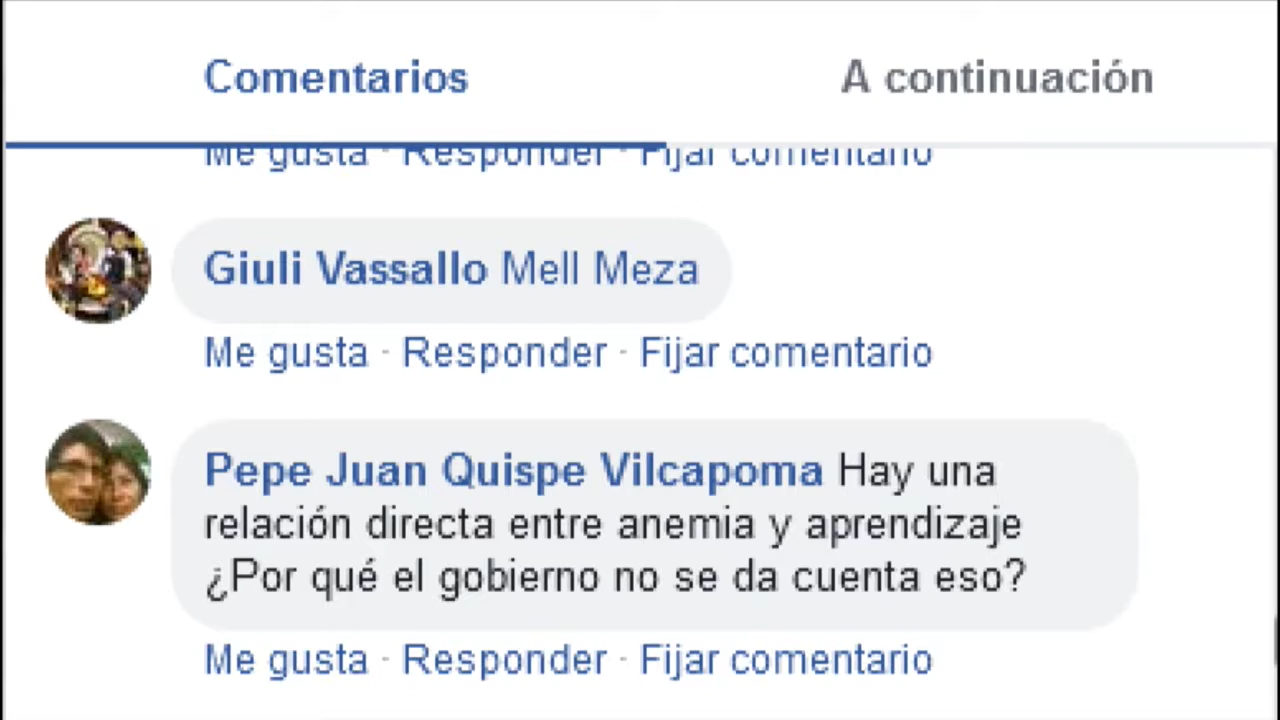 Comentarios
A continuación
Me gusta · Responder · Fijar comentario
Giuli Vassallo Mell Meza
Me gusta · Responder · Fijar comentario
Pepe Juan Quispe Vilcapoma Hay una
relación directa entre anemia y aprendizaje
¿Por qué el gobierno no se da cuenta eso?
Me gusta · Responder · Fijar comentario